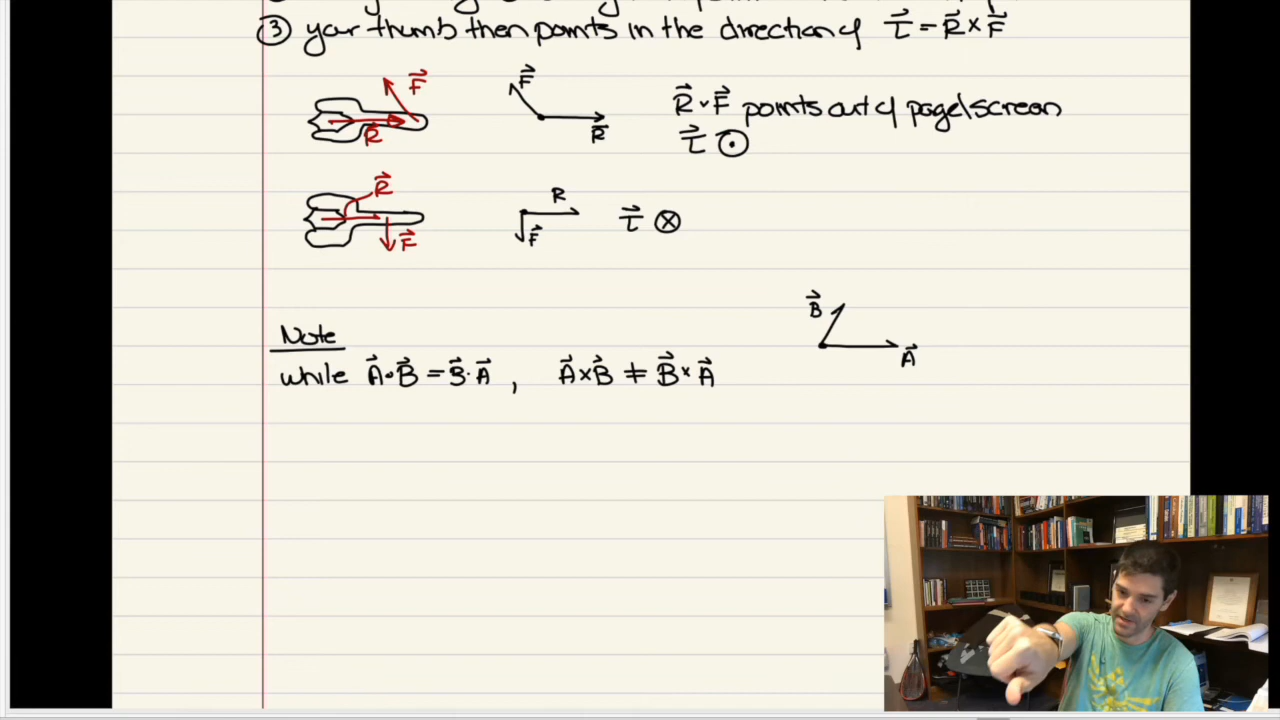 ③ your thumb then points in the direction of τ⃗ = R⃗ × F⃗
F⃗ R⃗ F⃗ R⃗ R⃗ × F⃗ points out of page/screen
τ⃗ ⊙
R⃗ F⃗ R F⃗ τ⃗ ⊗
B⃗ A⃗
Note
while A⃗ · B⃗ = B⃗ · A⃗ , A⃗ × B⃗ ≠ B⃗ × A⃗